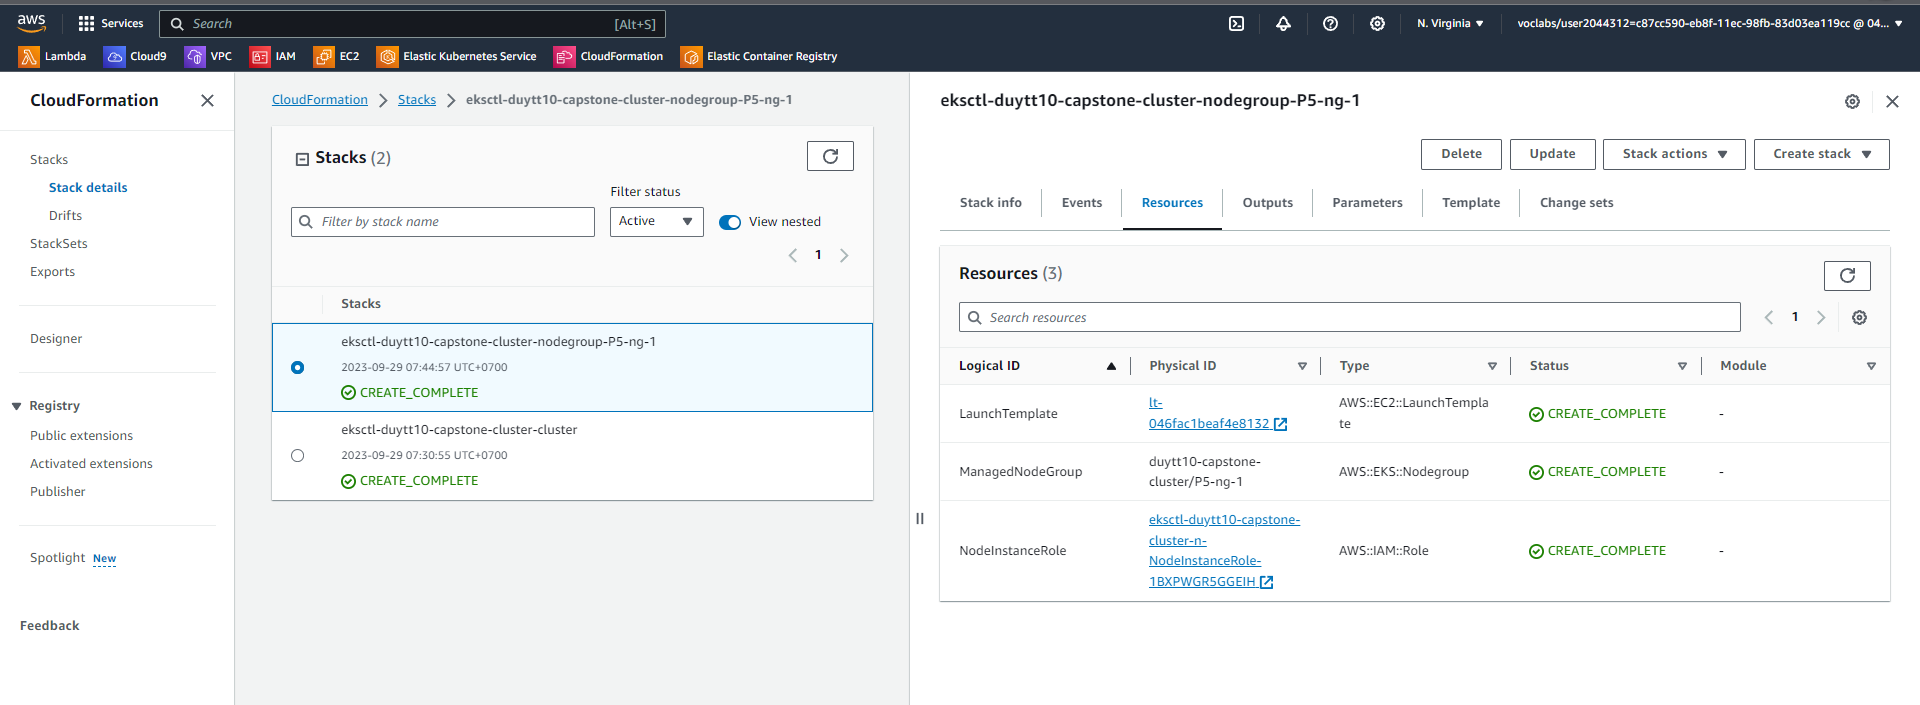 aws
Services
Search
[Alt+S]
N. Virginia
voclabs/user2044312=c87cc590-eb8f-11ec-98fb-83d03ea119cc @ 04...
Lambda
Cloud9
VPC
IAM
EC2
Elastic Kubernetes Service
CloudFormation
Elastic Container Registry
CloudFormation
Stacks
Stack details
Drifts
StackSets
Exports
Designer
Registry
Public extensions
Activated extensions
Publisher
Spotlight New
Feedback
CloudFormation
Stacks
eksctl-duytt10-capstone-cluster-nodegroup-P5-ng-1
Stacks (2)
Filter status
Filter by stack name
Active
View nested
1
Stacks
eksctl-duytt10-capstone-cluster-nodegroup-P5-ng-1
2023-09-29 07:44:57 UTC+0700
CREATE_COMPLETE
eksctl-duytt10-capstone-cluster-cluster
2023-09-29 07:30:55 UTC+0700
CREATE_COMPLETE
eksctl-duytt10-capstone-cluster-nodegroup-P5-ng-1
Delete
Update
Stack actions
Create stack
Stack info
Events
Resources
Outputs
Parameters
Template
Change sets
Resources (3)
Search resources
1
Logical ID
Physical ID
Type
Status
Module
LaunchTemplate
lt-
046fac1beaf4e8132
AWS::EC2::LaunchTempla
te
CREATE_COMPLETE
-
ManagedNodeGroup
duytt10-capstone-
cluster/P5-ng-1
AWS::EKS::Nodegroup
CREATE_COMPLETE
-
NodeInstanceRole
eksctl-duytt10-capstone-
cluster-n-
NodeInstanceRole-
1BXPWGR5GGEIH
AWS::IAM::Role
CREATE_COMPLETE
-